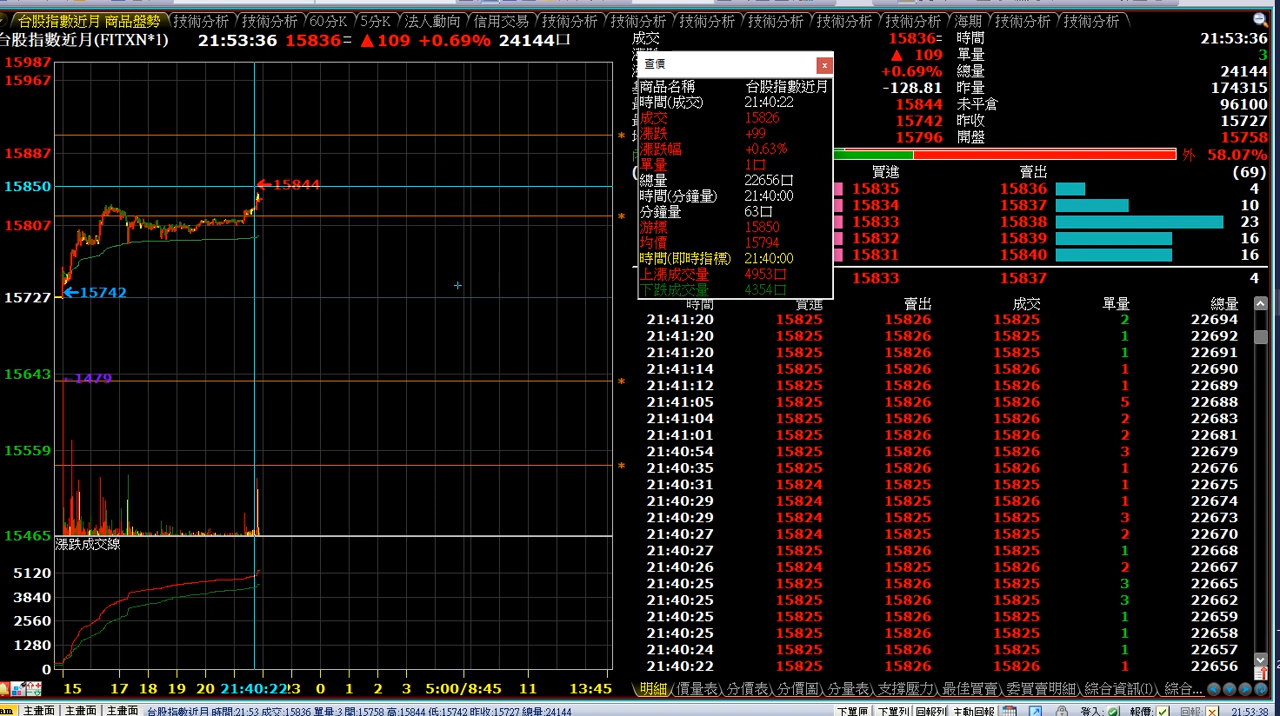 台股指數近月 商品盤勢 技術分析 技術分析 60分K 5分K 法人動向 信用交易 技術分析 技術分析 技術分析 技術分析 技術分析 技術分析 海期 技術分析 技術分析
台股指數近月(FITXN*1) 21:53:36 15836= ▲109 +0.69% 24144口
15987
15967
15887
15850
15844
15807
15742
15727
15643
1479
15559
15465
漲跌成交線
5120
3840
2560
1280
0
15 17 18 19 20 21:40:22 23 0 1 2 3 5:00/8:45 11 13:45
成交 15836= 時間 21:53:36
▲ 109 單量 3
+0.69% 總量 24144
-128.81 昨量 174315
15844 未平倉 96100
15742 昨收 15727
15796 開盤 15758
外 58.07%
查價 x
商品名稱 台股指數近月
時間(成交) 21:40:22
成交 15826
漲跌 +99
漲跌幅 +0.63%
單量 1口
總量 22656口
時間(分鐘量) 21:40:00
分鐘量 63口
游標 15850
均價 15794
時間(即時指標) 21:40:00
上漲成交量 4953口
下跌成交量 4354口
買進 賣出 (69)
15835 15836 4
15834 15837 10
15833 15838 23
15832 15839 16
15831 15840 16
15833 15837 4
時間 買進 賣出 成交 單量 總量
21:41:20 15825 15826 15825 2 22694
21:41:20 15825 15826 15825 1 22692
21:41:20 15825 15826 15825 1 22691
21:41:14 15825 15826 15826 1 22690
21:41:12 15825 15826 15826 1 22689
21:41:05 15825 15826 15826 5 22688
21:41:04 15825 15826 15826 2 22683
21:41:01 15825 15826 15826 2 22681
21:40:54 15825 15826 15826 3 22679
21:40:35 15825 15826 15826 1 22676
21:40:31 15824 15825 15825 1 22675
21:40:29 15824 15825 15825 1 22674
21:40:29 15824 15825 15825 3 22673
21:40:27 15824 15825 15826 2 22670
21:40:27 15825 15826 15825 1 22668
21:40:26 15824 15825 15826 2 22667
21:40:25 15825 15826 15825 3 22665
21:40:25 15825 15826 15825 3 22662
21:40:25 15825 15826 15825 1 22659
21:40:25 15825 15826 15825 1 22658
21:40:24 15825 15826 15825 1 22657
21:40:22 15825 15826 15826 1 22656
明細 價量表 分價表 分價圖 分量表 支撐壓力 最佳買賣 委買賣明細 綜合資訊(I) 綜合...
主畫面 主畫面 主畫面 台股指數近月 時間:21:53 成交:15836 單量:3 開:15758 高:15844 低:15742 昨收:15727 總量:24144 下單匣 下單列 回報列 主動回報 登入: 報價: 回報: 21:53:38